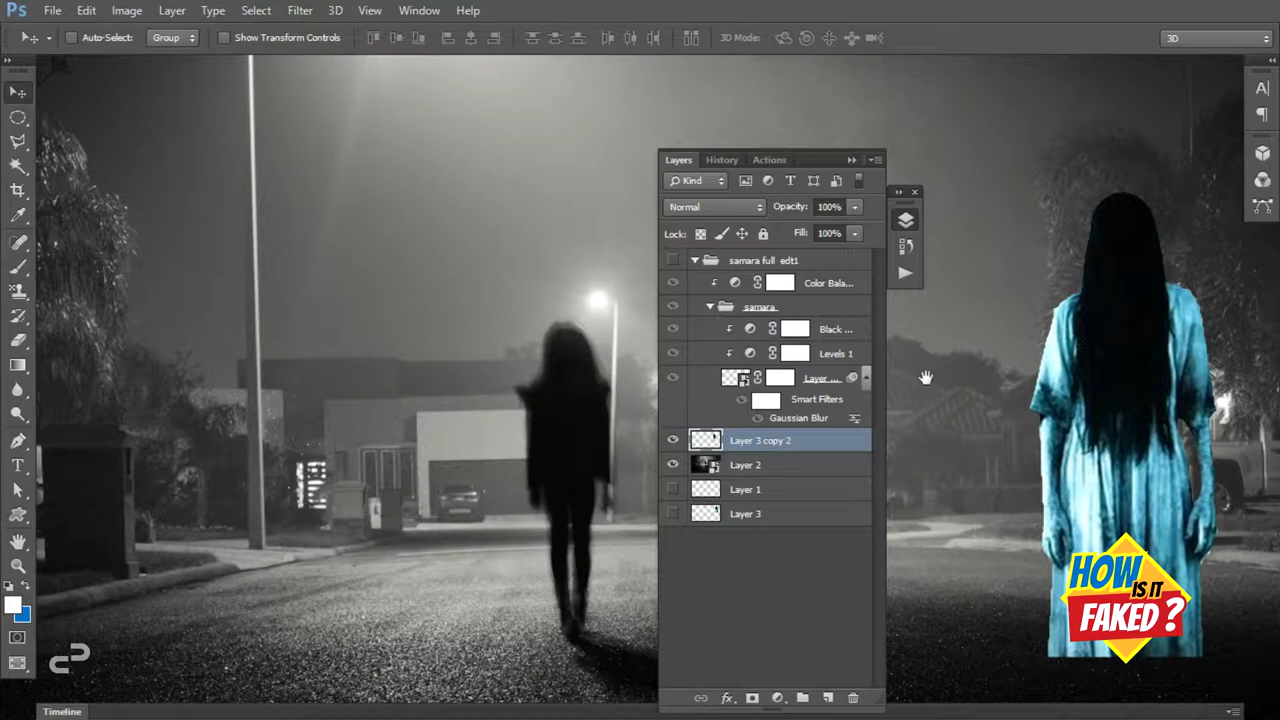 Ps File Edit Image Layer Type Select Filter 3D View Window Help
Auto-Select: Group Show Transform Controls 3D Mode: 3D
Layers History Actions
Kind
Normal Opacity: 100%
Lock: Fill: 100%
samara full edt1
Color Bala...
samara
Black ...
Levels 1
Layer ...
Smart Filters
Gaussian Blur
Layer 3 copy 2
Layer 2
Layer 1
Layer 3
HOW
IS IT
FAKED?
Timeline